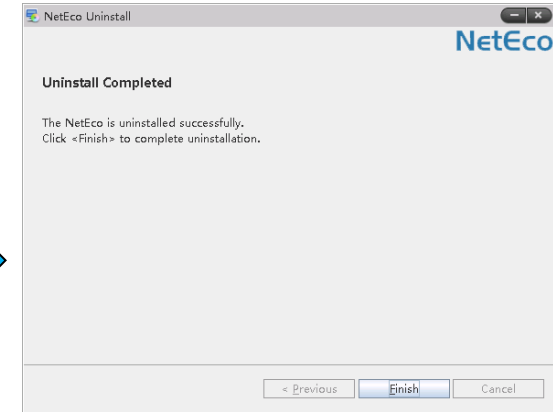 NetEco Uninstall
NetEco
Uninstall Completed
The NetEco is uninstalled successfully.
Click <Finish> to complete uninstallation.
< Previous
Finish
Cancel